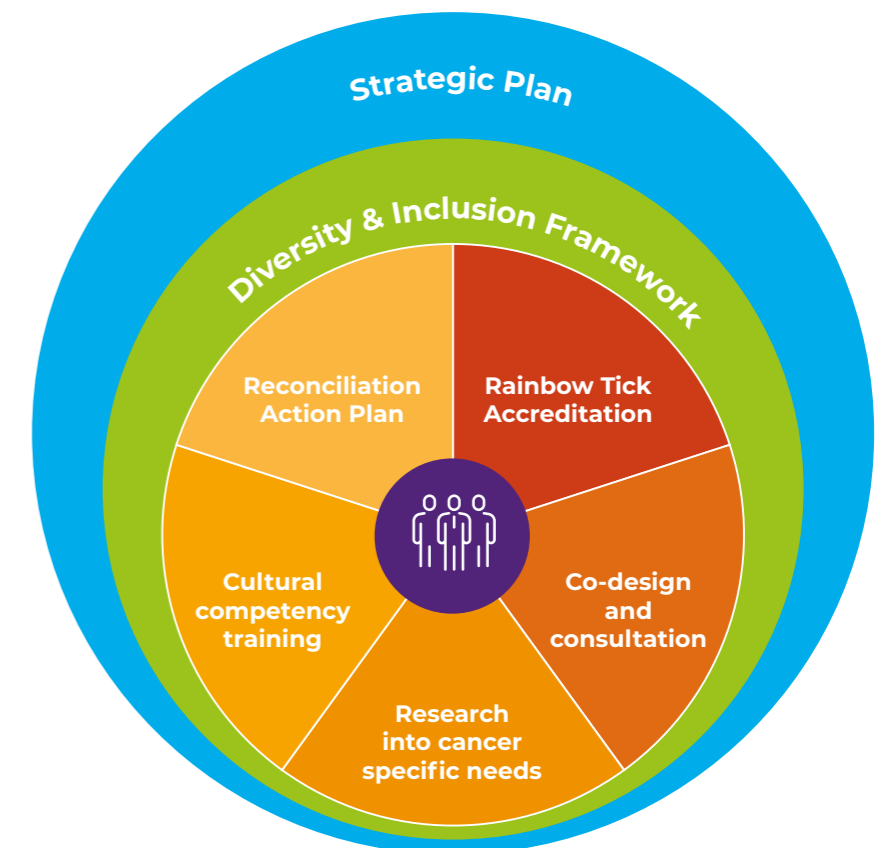 Strategic Plan
Diversity & Inclusion Framework
Reconciliation
Action Plan
Rainbow Tick
Accreditation
Cultural
competency
training
Co-design
and
consultation
Research
into cancer
specific needs